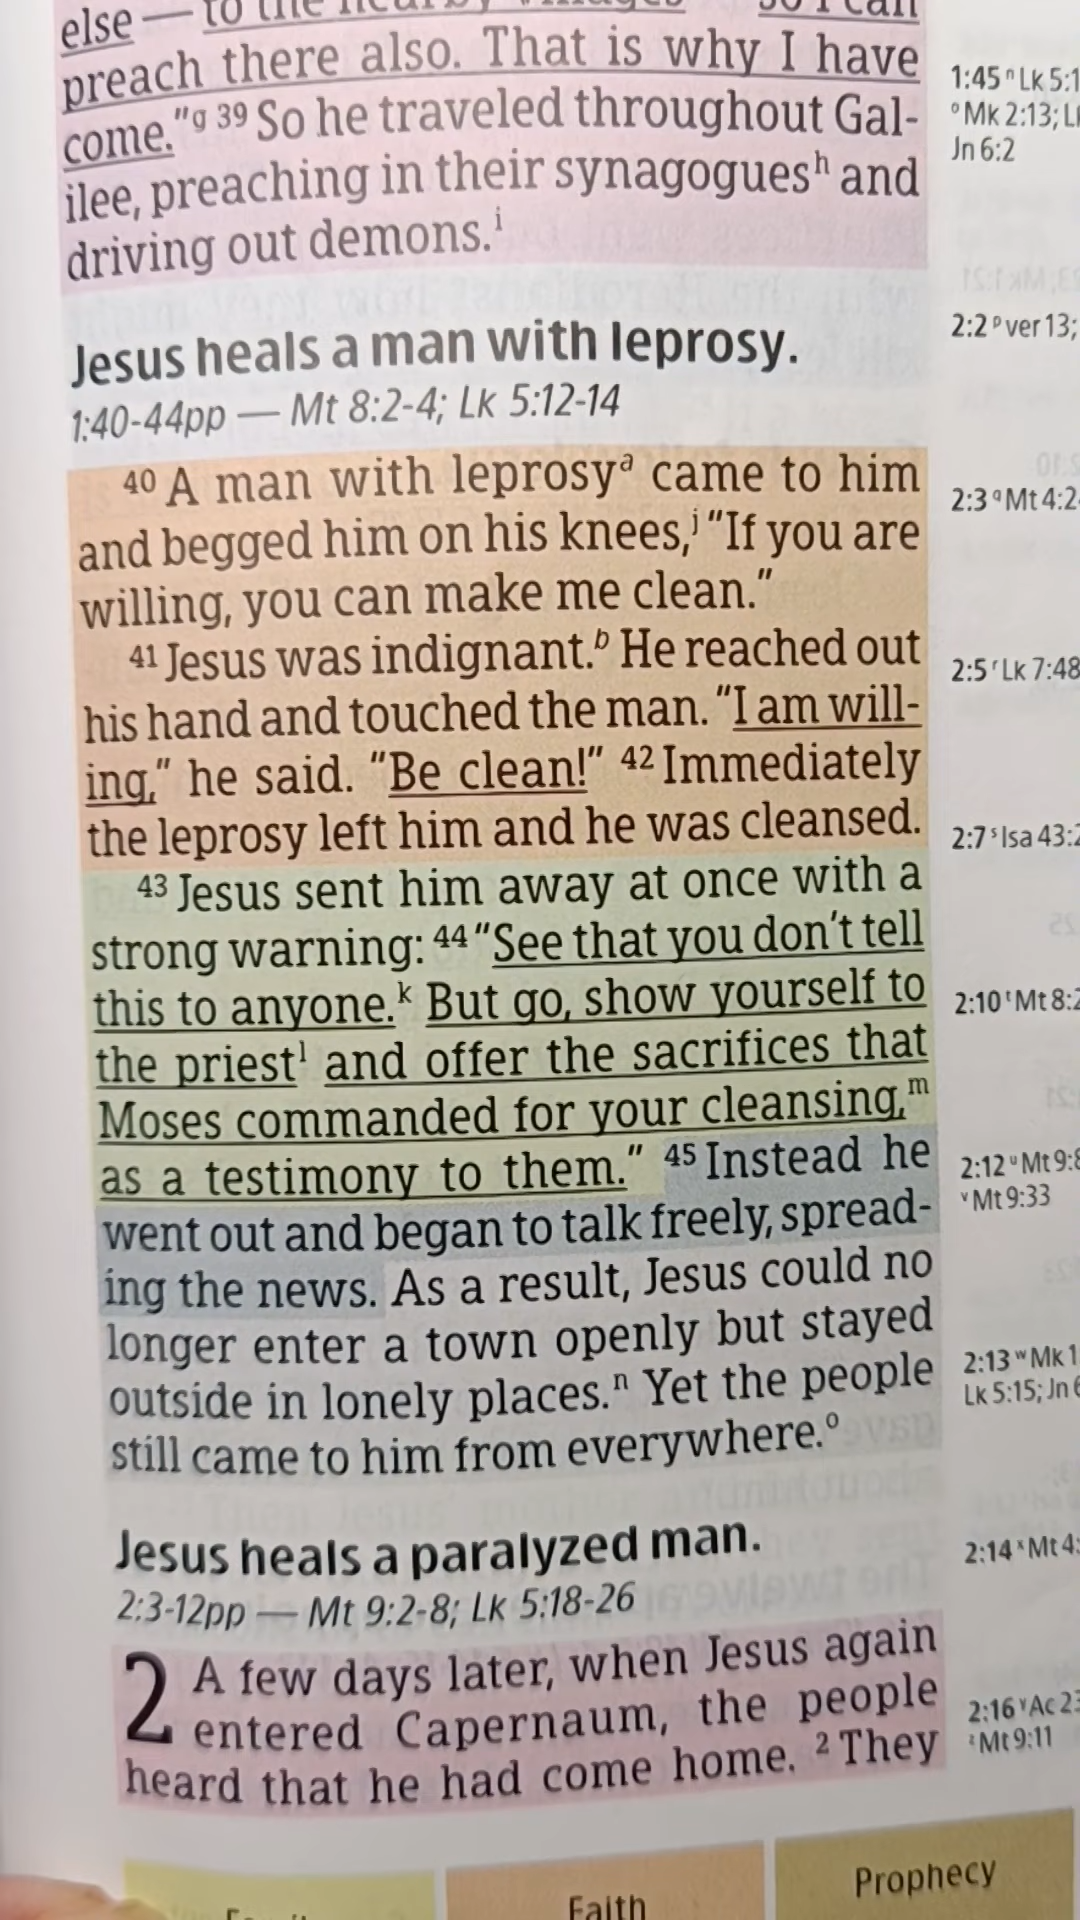 else — to the nearby villages — so I can
preach there also. That is why I have
come."g 39 So he traveled throughout Gal-
ilee, preaching in their synagoguesh and
driving out demons.i
Jesus heals a man with leprosy.
1:40-44pp — Mt 8:2-4; Lk 5:12-14
40 A man with leprosya came to him
and begged him on his knees,j "If you are
willing, you can make me clean."
41 Jesus was indignant.b He reached out
his hand and touched the man. "I am will-
ing," he said. "Be clean!" 42 Immediately
the leprosy left him and he was cleansed.
43 Jesus sent him away at once with a
strong warning: 44 "See that you don't tell
this to anyone.k But go, show yourself to
the priestl and offer the sacrifices that
Moses commanded for your cleansing,m
as a testimony to them." 45 Instead he
went out and began to talk freely, spread-
ing the news. As a result, Jesus could no
longer enter a town openly but stayed
outside in lonely places.n Yet the people
still came to him from everywhere.o
Jesus heals a paralyzed man.
2:3-12pp — Mt 9:2-8; Lk 5:18-26
2 A few days later, when Jesus again
entered Capernaum, the people
heard that he had come home. 2 They
1:45 n Lk 5:1
o Mk 2:13; Lk
Jn 6:2
2:2 p ver 13;
2:3 q Mt 4:2
2:5 r Lk 7:48
2:7 s Isa 43:2
2:10 t Mt 8:2
2:12 u Mt 9:8
v Mt 9:33
2:13 w Mk 1
Lk 5:15; Jn 6
2:14 x Mt 4:
2:16 y Ac 23
z Mt 9:11
Faith
Prophecy